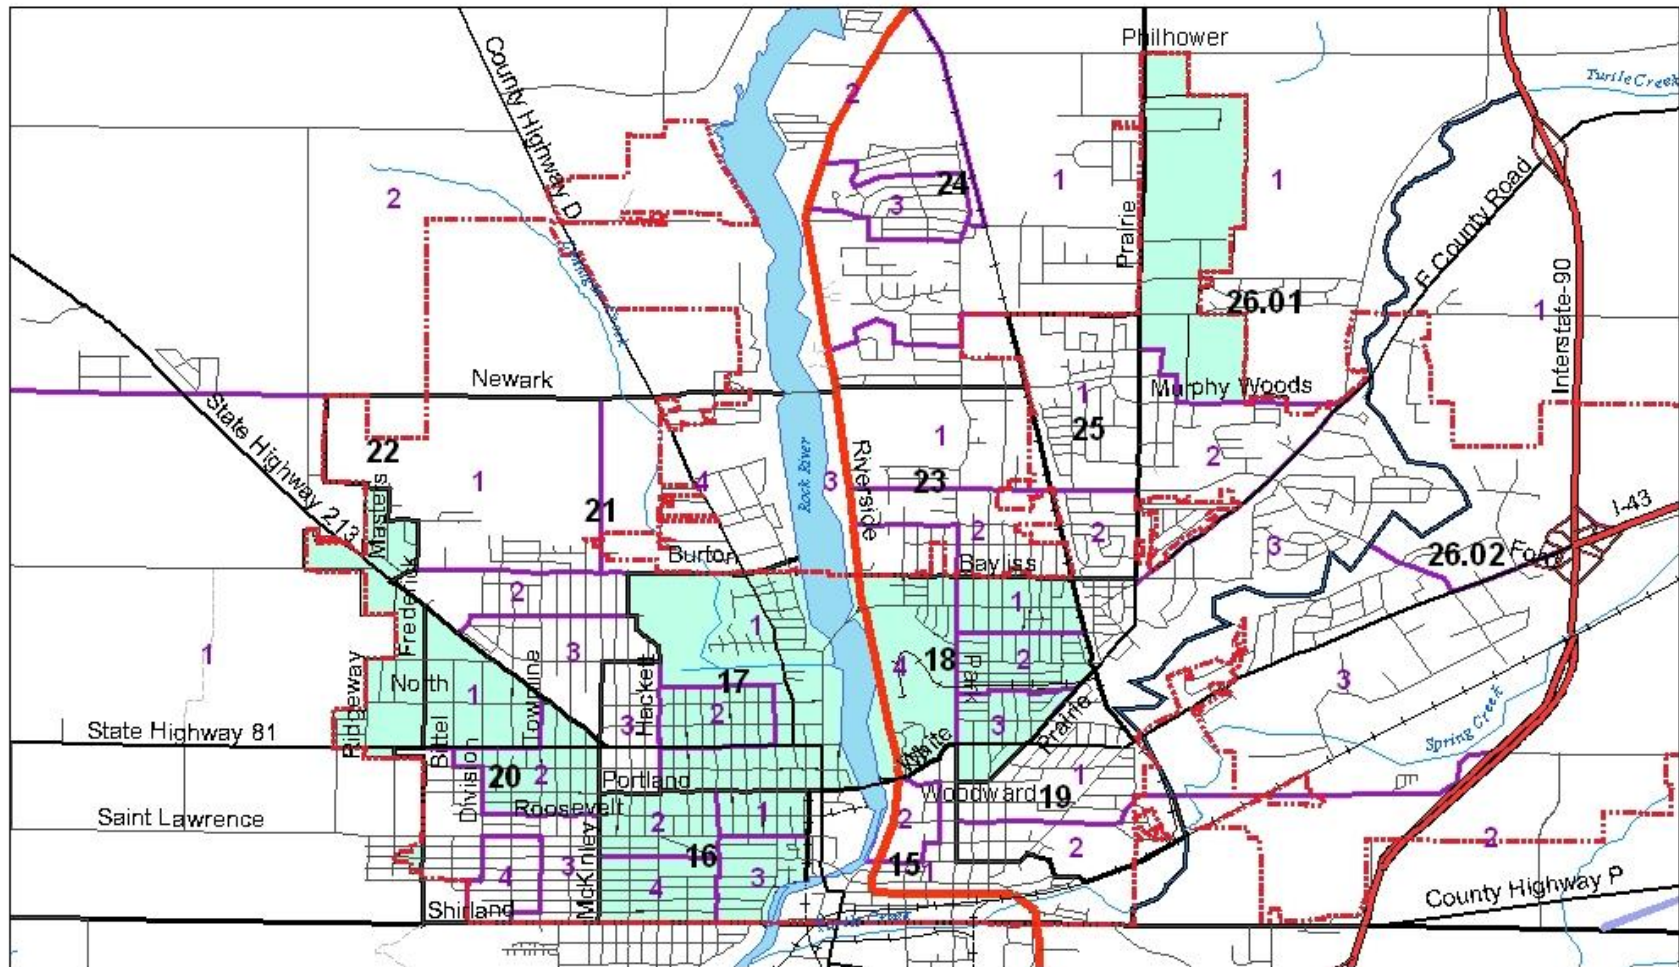 Philhower
County Highway D
Turtle Creek
2
2
24
1
1
3
Prairie
E County Road
26.01
1
Interstate-90
Newark
Murphy Woods
State Highway 213
1
25
22
1
Rock River
Riverside
1
2
4
3
23
21
2
2
I-43
Masters
Burton
Bayliss
3
26.02
Frederick
2
1
1
1
3
4
18
2
Park
3
Ridgeway
North
1
Townline
Hackett
17
2
3
3
Prairie
Spring Creek
State Highway 81
Bittel
White
20
2
Portland
1
Woodward
19
Division
Roosevelt
Saint Lawrence
2
1
2
2
2
McKinley
16
15
1
4
3
4
3
County Highway P
Shirland
Turtle Creek